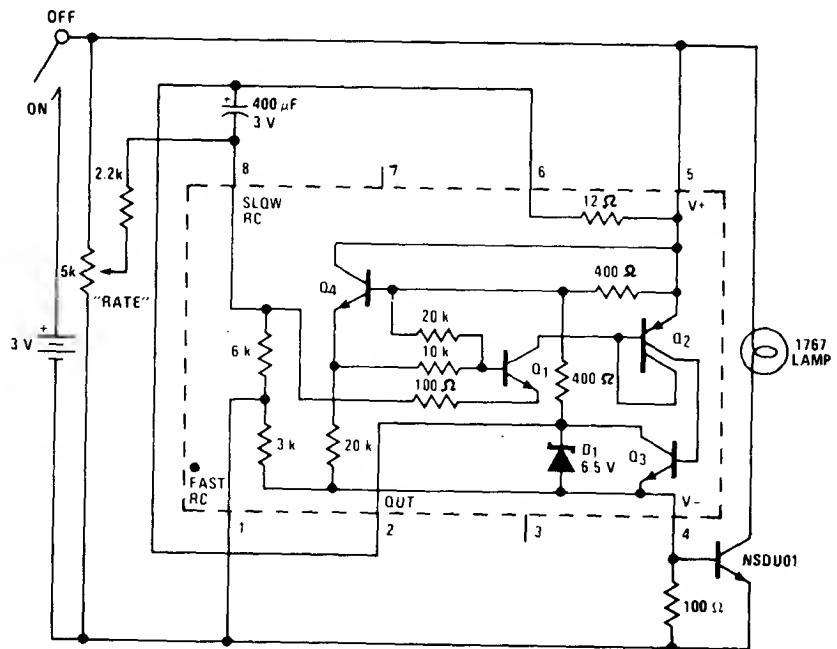 OFF
ON
400 µF
3 V
2.2k
8
7
6
5
SLOW
RC
12 Ω
V+
5k
"RATE"
Q4
400 Ω
20 k
10 k
Q1
Q2
1767
LAMP
3 V
6k
100 Ω
400 Ω
3 k
20k
D1
6.5 V
Q3
FAST
RC
OUT
V−
1
2
3
4
NSDU01
100 Ω